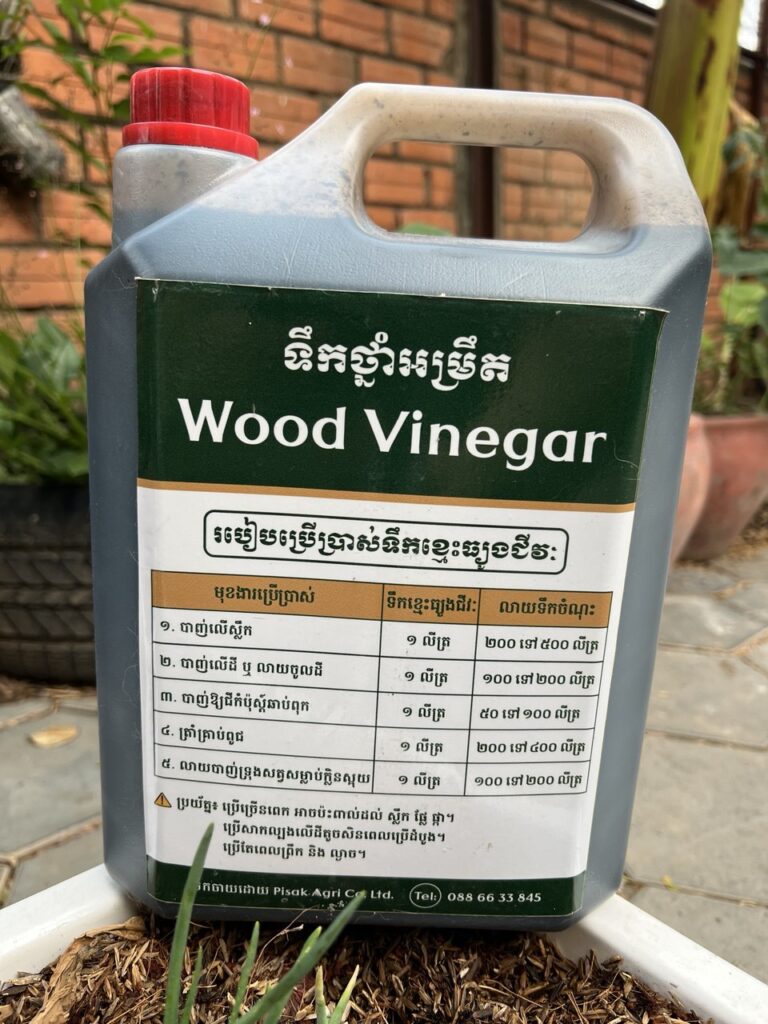 ទឹកថ្នាំអម្រឹត
Wood Vinegar
របៀបប្រើប្រាស់ទឹកខ្មេះធ្យូងជីវៈ
មុខងារប្រើប្រាស់ ទឹកខ្មេះធ្យូងជីវៈ លាយទឹកចំណុះ
១. បាញ់លើស្លឹក ១ លីត្រ ២០០ ទៅ ៥០០ លីត្រ
២. បាញ់លើដី ឬ លាយចូលដី ១ លីត្រ ១០០ ទៅ ២០០ លីត្រ
៣. បាញ់ឱ្យជីកំប៉ុស្ត៍ឆាប់ពុក ១ លីត្រ ៥០ ទៅ ១០០ លីត្រ
៤. ត្រាំគ្រាប់ពូជ ១ លីត្រ ២០០ ទៅ ៤០០ លីត្រ
៥. លាយបាញ់ទ្រុងសត្វសម្លាប់ក្លិនស្អុយ ១ លីត្រ ១០០ ទៅ ២០០ លីត្រ
⚠ ប្រយ័ត្ន៖ ប្រើច្រើនពេក អាចប៉ះពាល់ដល់ ស្លឹក ផ្លែ ផ្កា។
ប្រើសាកល្បងលើដីតូចសិនពេលប្រើដំបូង។
ប្រើតែពេលព្រឹក និង ល្ងាច។
Pisak Agri Co., Ltd. Tel: 088 66 33 845